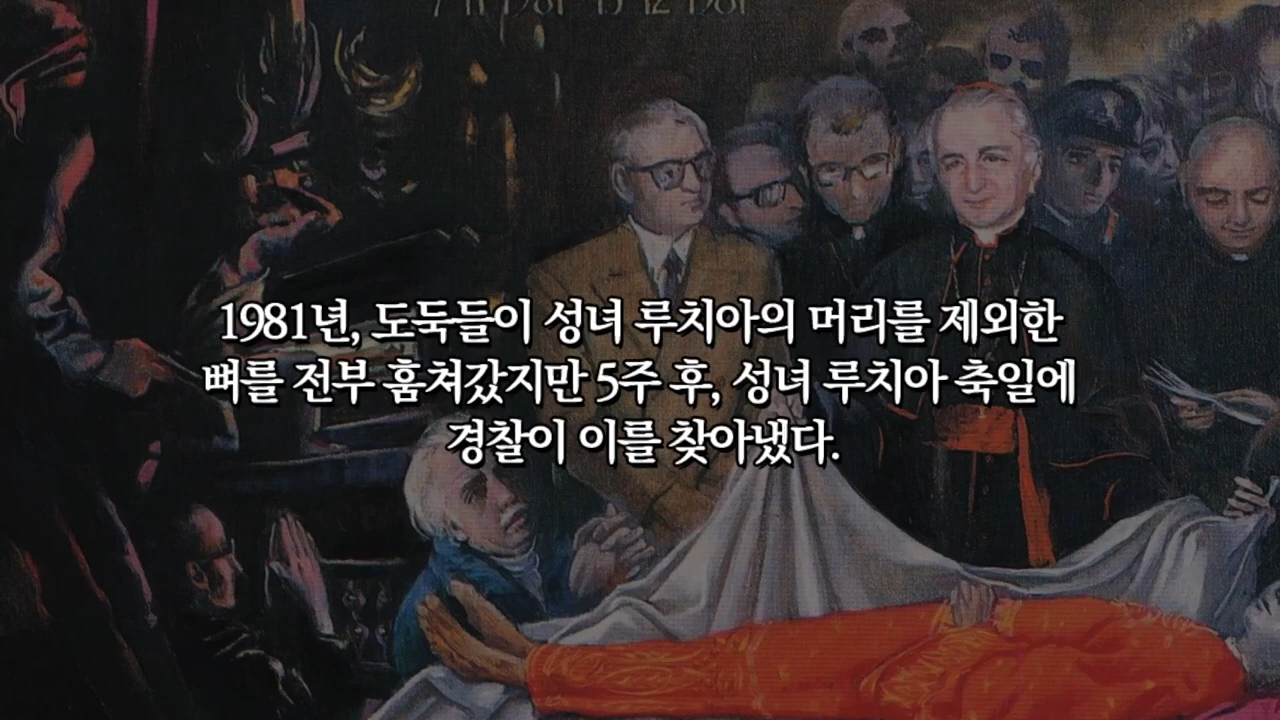 1981년, 도둑들이 성녀 루치아의 머리를 제외한
뼈를 전부 훔쳐갔지만 5주 후, 성녀 루치아 축일에
경찰이 이를 찾아냈다.